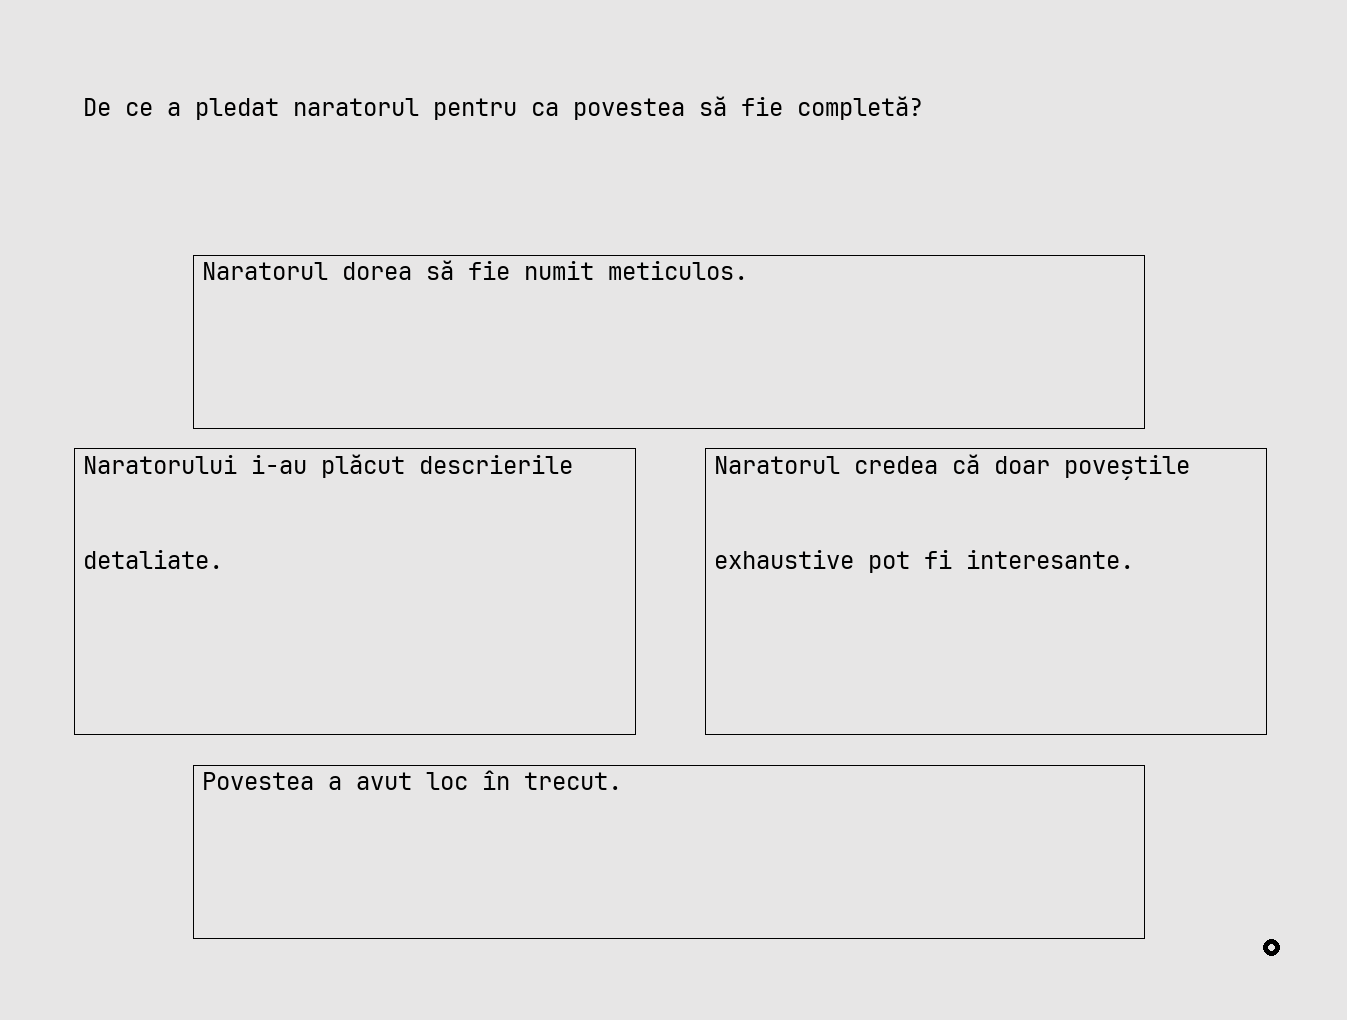 De ce a pledat naratorul pentru ca povestea să fie completă?
Naratorul dorea să fie numit meticulos.
Naratorului i-au plăcut descrierile
detaliate.
Naratorul credea că doar poveștile
exhaustive pot fi interesante.
Povestea a avut loc în trecut.